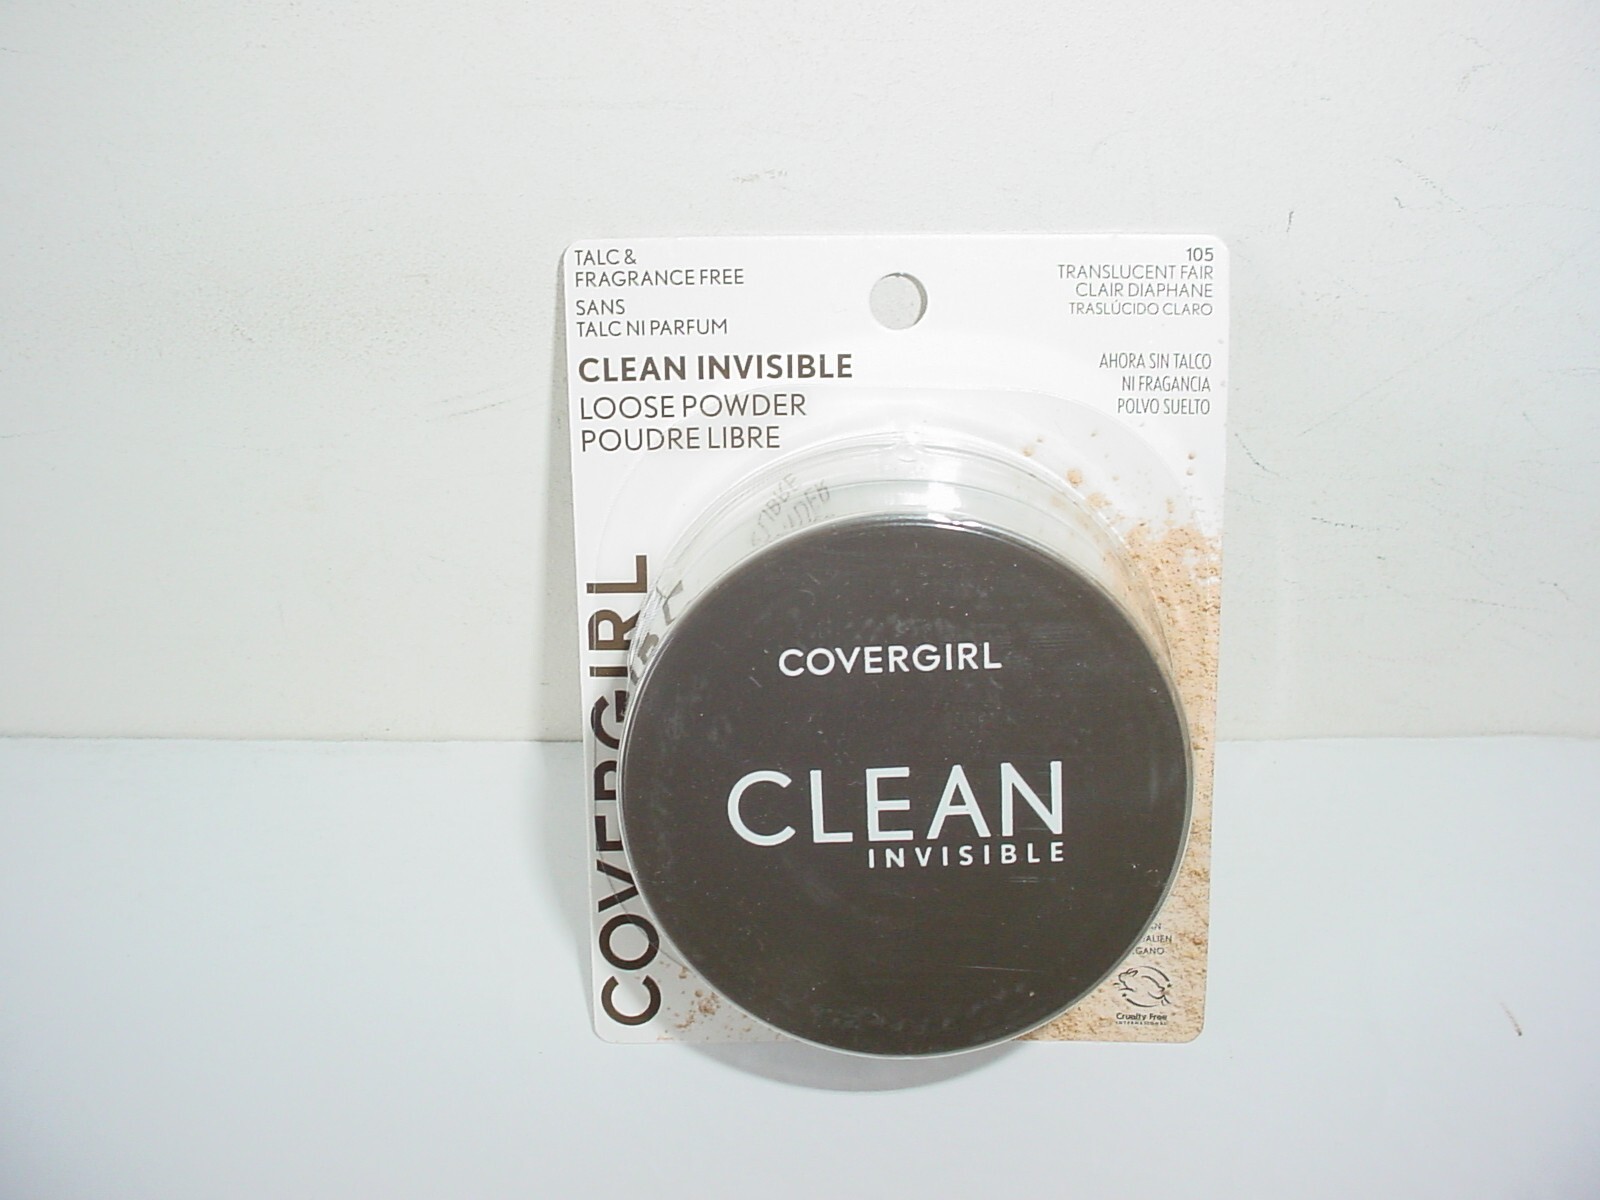 TALC &
FRAGRANCE FREE
SANS
TALC NI PARFUM
CLEAN INVISIBLE
LOOSE POWDER
POUDRE LIBRE
105
TRANSLUCENT FAIR
CLAIR DIAPHANE
TRASLÚCIDO CLARO
AHORA SIN TALCO
NI FRAGANCIA
POLVO SUELTO
COVERGIRL
COVERGIRL
CLEAN
INVISIBLE
Cruelty Free
INTERNATIONAL